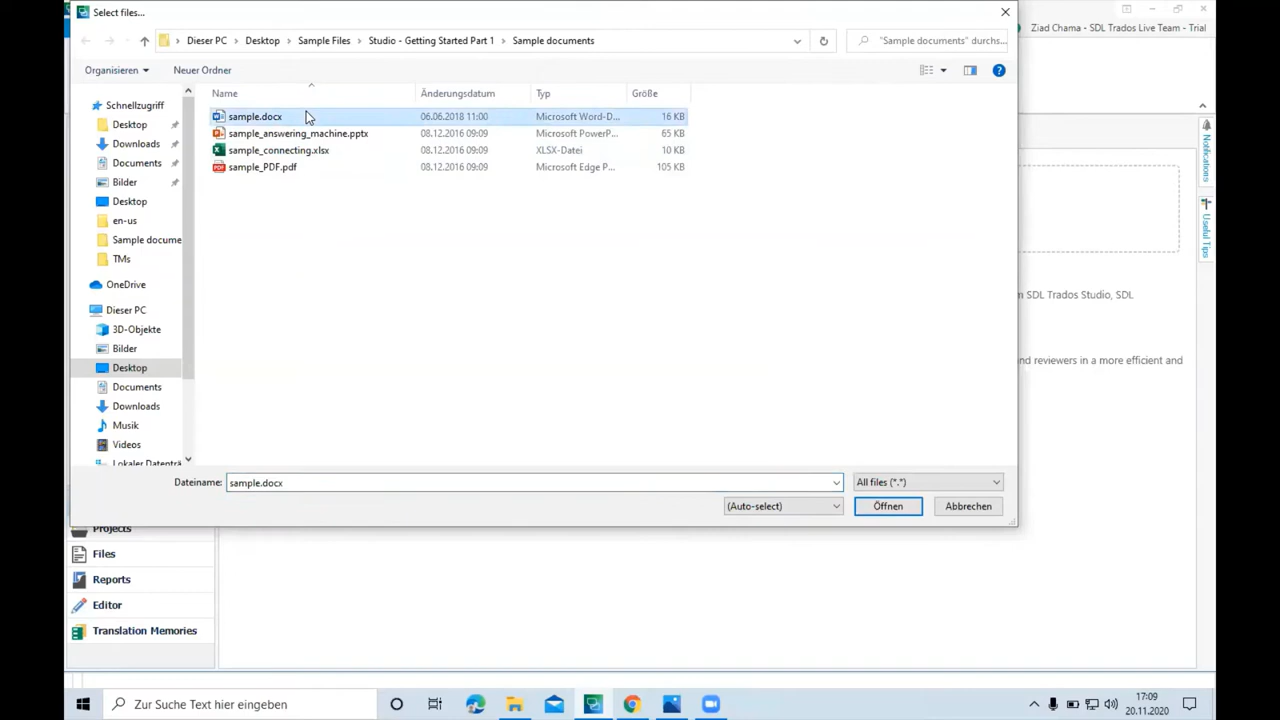 Select files...
Ziad Chama - SDL Trados Live Team - Trial
Dieser PC > Desktop > Sample Files > Studio - Getting Started Part 1 > Sample documents
"Sample documents" durchs...
Organisieren
Neuer Ordner
Name
Änderungsdatum
Typ
Größe
sample.docx 06.06.2018 11:00 Microsoft Word-D... 16 KB
sample_answering_machine.pptx 08.12.2016 09:09 Microsoft PowerP... 65 KB
sample_connecting.xlsx 08.12.2016 09:09 XLSX-Datei 10 KB
sample_PDF.pdf 08.12.2016 09:09 Microsoft Edge P... 105 KB
Schnellzugriff
Desktop
Downloads
Documents
Bilder
Desktop
en-us
Sample docume
TMs
OneDrive
Dieser PC
3D-Objekte
Bilder
Desktop
Documents
Downloads
Musik
Videos
Lokaler Datenträ
Notifications
Useful Tips
m SDL Trados Studio, SDL
and reviewers in a more efficient and
Dateiname: sample.docx
All files (*.*)
(Auto-select)
Öffnen
Abbrechen
Projects
Files
Reports
Editor
Translation Memories
Zur Suche Text hier eingeben
17:09
20.11.2020